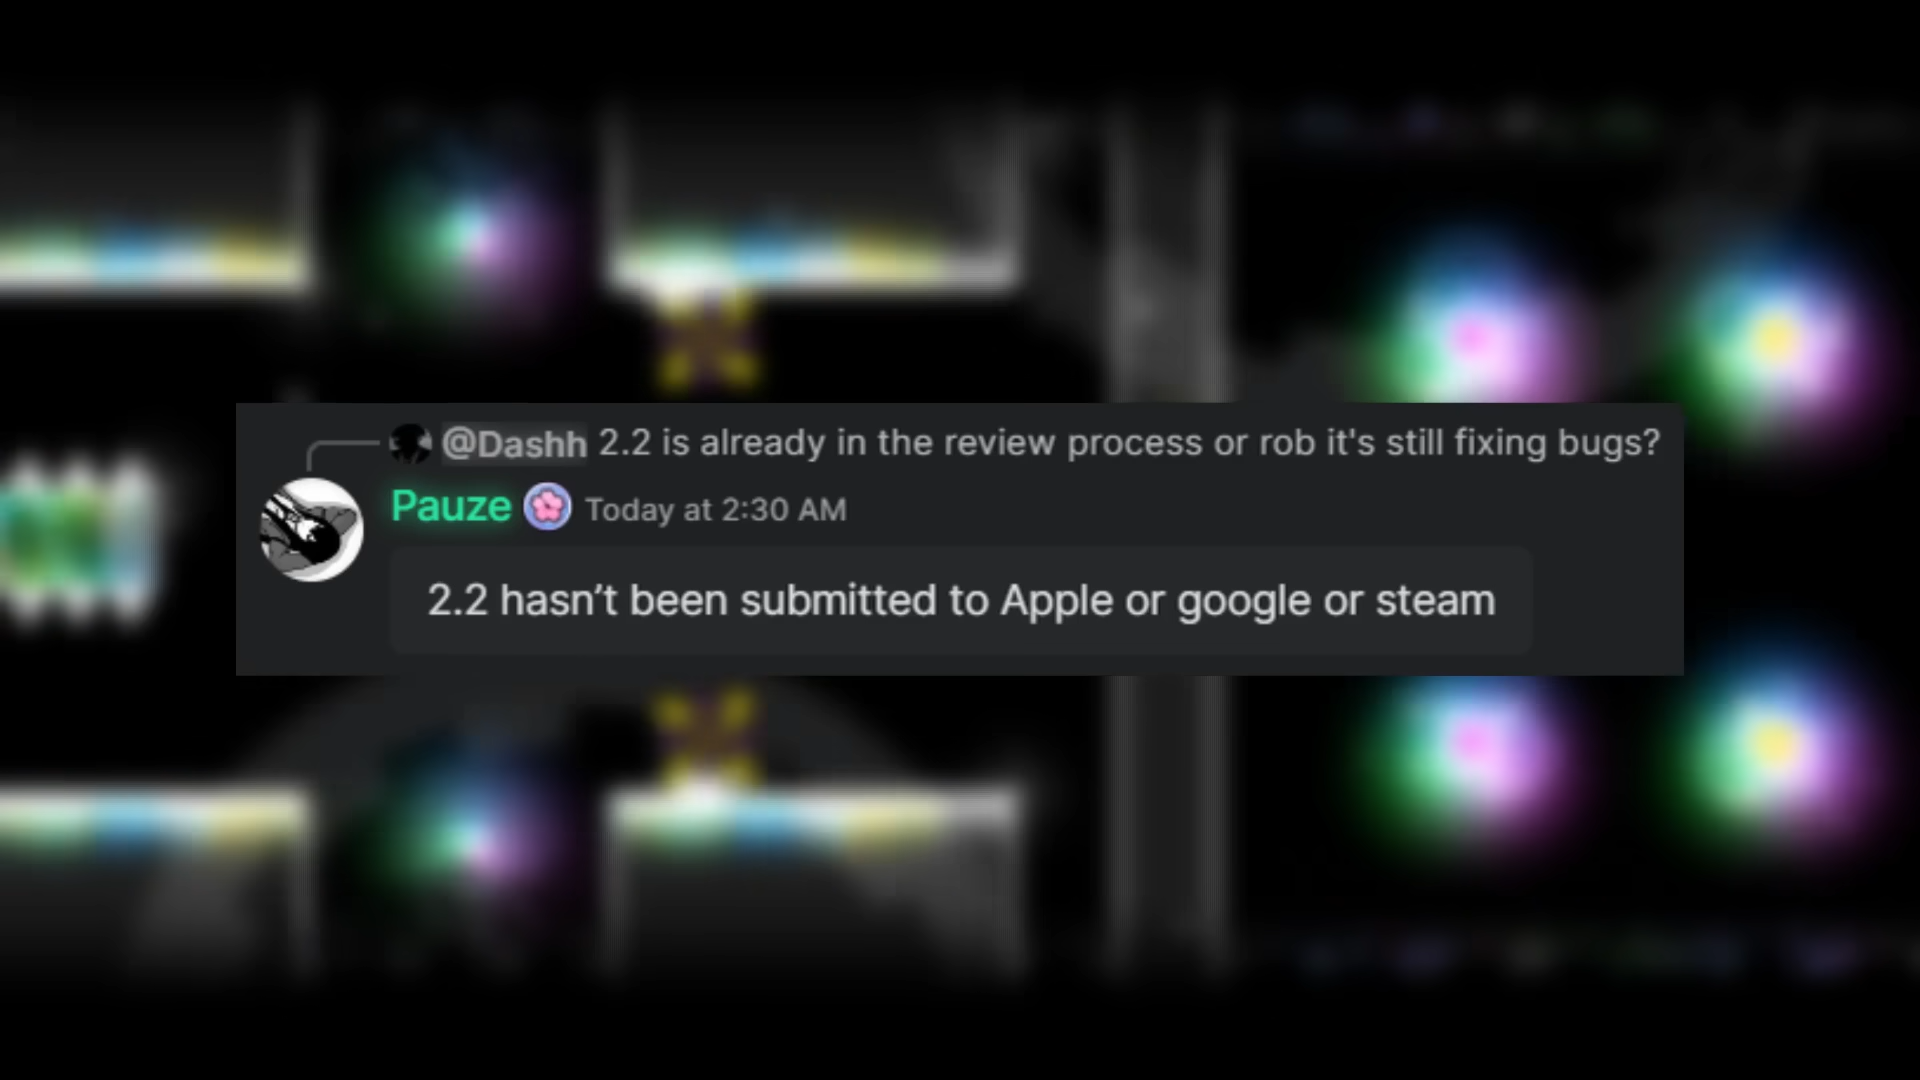 @Dashh 2.2 is already in the review process or rob it's still fixing bugs?
Pauze Today at 2:30 AM
2.2 hasn’t been submitted to Apple or google or steam